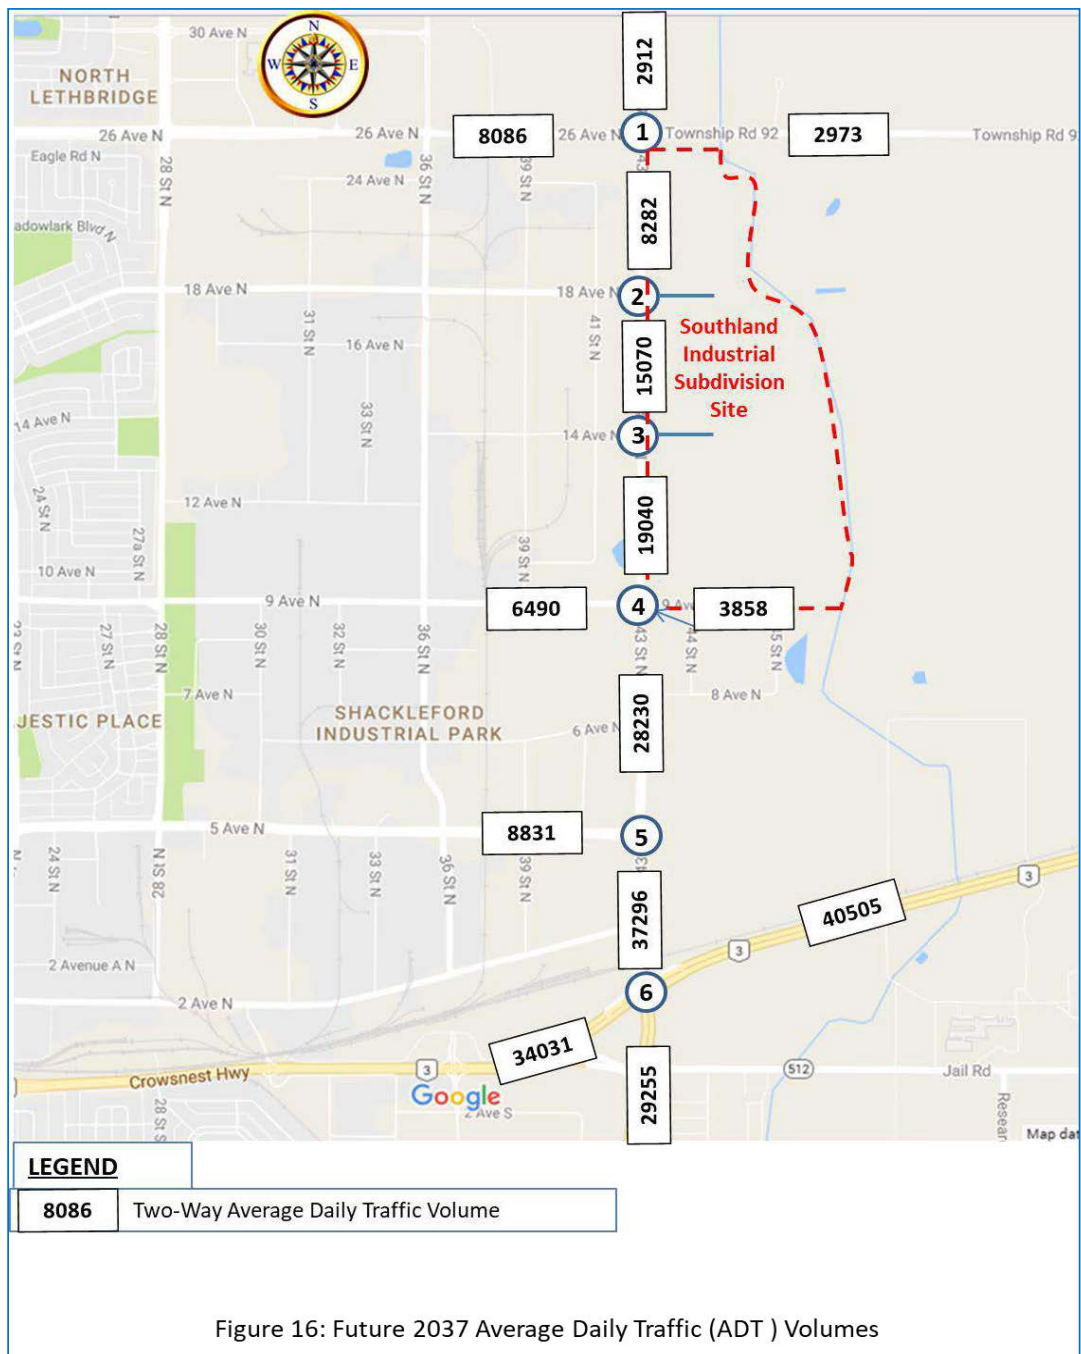 30 Ave N
N
W
E
S
2912
NORTH
LETHBRIDGE
26 Ave N
26 Ave N
8086
26 Ave N
1
Township Rd 92
2973
Township Rd 9
Eagle Rd N
28 St N
36 St N
39 St N
43
24 Ave N
8282
adowlark Blvd N
18 Ave N
18 Ave N
2
31 St N
41 St N
16 Ave N
15070
Southland
Industrial
Subdivision
Site
33 St N
14 Ave N
14 Ave N
3
24 St N
12 Ave N
19040
27a St N
39 St N
10 Ave N
9 Ave N
6490
4
9 Av
3858
23 St N
27 St N
28 St N
30 St N
32 St N
36 St N
43 St N
44 St N
5 St N
7 Ave N
8 Ave N
JESTIC PLACE
SHACKLEFORD
INDUSTRIAL PARK
28230
6 Ave N
5 Ave N
8831
5
N
24 St N
28 St N
31 St N
33 St N
36 St N
39 St N
43
3
37296
40505
3
2 Avenue A N
2 Ave N
6
34031
Crowsnest Hwy
3
29255
512
Jail Rd
Google
2 Ave S
28 St S
Resear
Map dat
LEGEND
8086 Two-Way Average Daily Traffic Volume
Figure 16: Future 2037 Average Daily Traffic (ADT ) Volumes